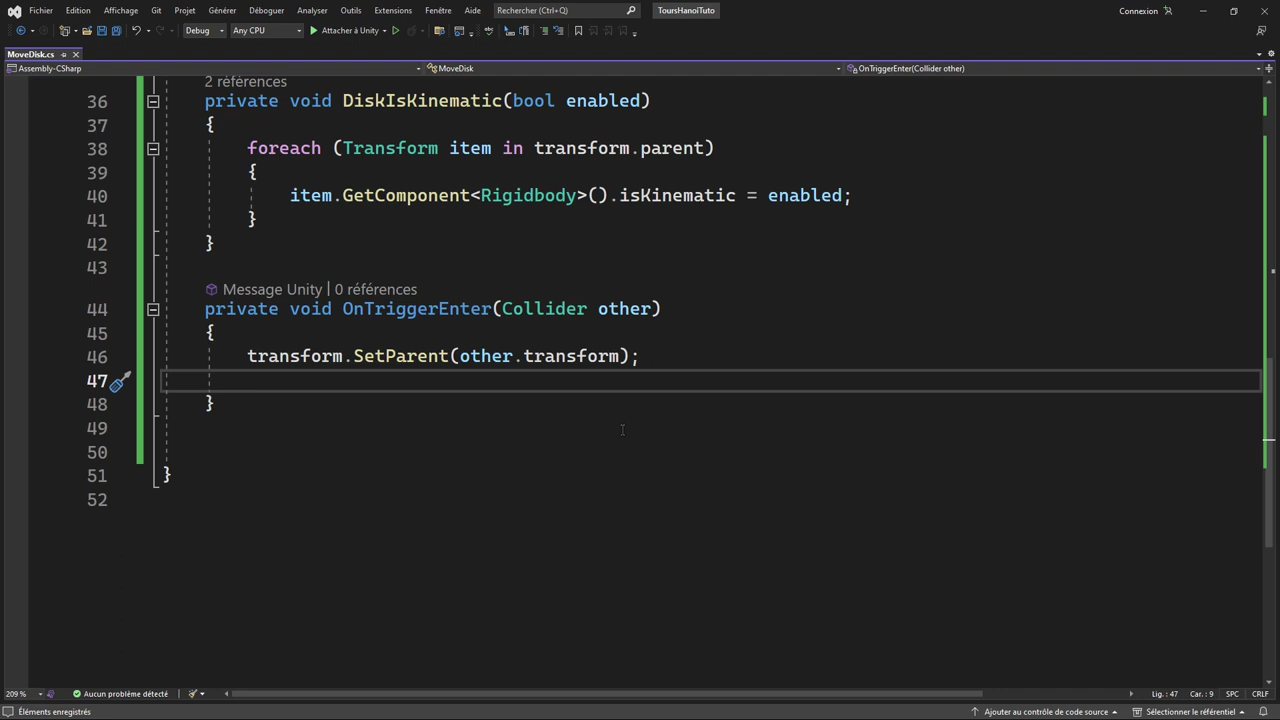 Fichier Edition Affichage Git Projet Générer Déboguer Analyser Outils Extensions Fenêtre Aide Rechercher (Ctrl+Q) ToursHanoiTuto Connexion
Debug Any CPU Attacher à Unity
MoveDisk.cs
Assembly-CSharp MoveDisk OnTriggerEnter(Collider other)
2 références
36 private void DiskIsKinematic(bool enabled)
37 {
38 foreach (Transform item in transform.parent)
39 {
40 item.GetComponent<Rigidbody>().isKinematic = enabled;
41 }
42 }
43
Message Unity | 0 références
44 private void OnTriggerEnter(Collider other)
45 {
46 transform.SetParent(other.transform);
47
48 }
49
50
51 }
52
209 % Aucun problème détecté Lig. : 47 Car. : 9 SPC CRLF
Éléments enregistrés Ajouter au contrôle de code source Sélectionner le référentiel